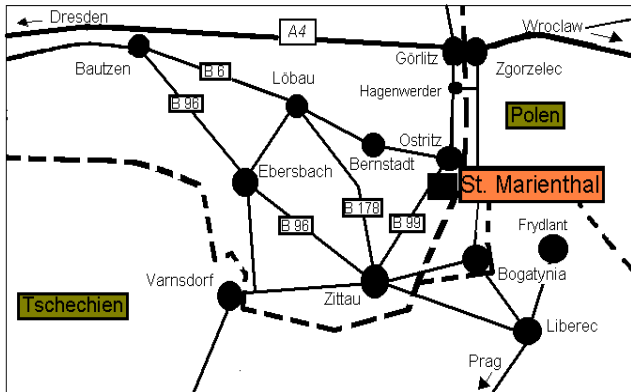 Dresden
A4
Wroclaw
Bautzen
B 6
Görlitz
Zgorzelec
Löbau
Hagenwerder
B 96
Polen
Ostritz
Bernstadt
Ebersbach
St. Marienthal
B 178
B 99
B 96
Frydlant
Varnsdorf
Bogatynia
Zittau
Tschechien
Liberec
Prag